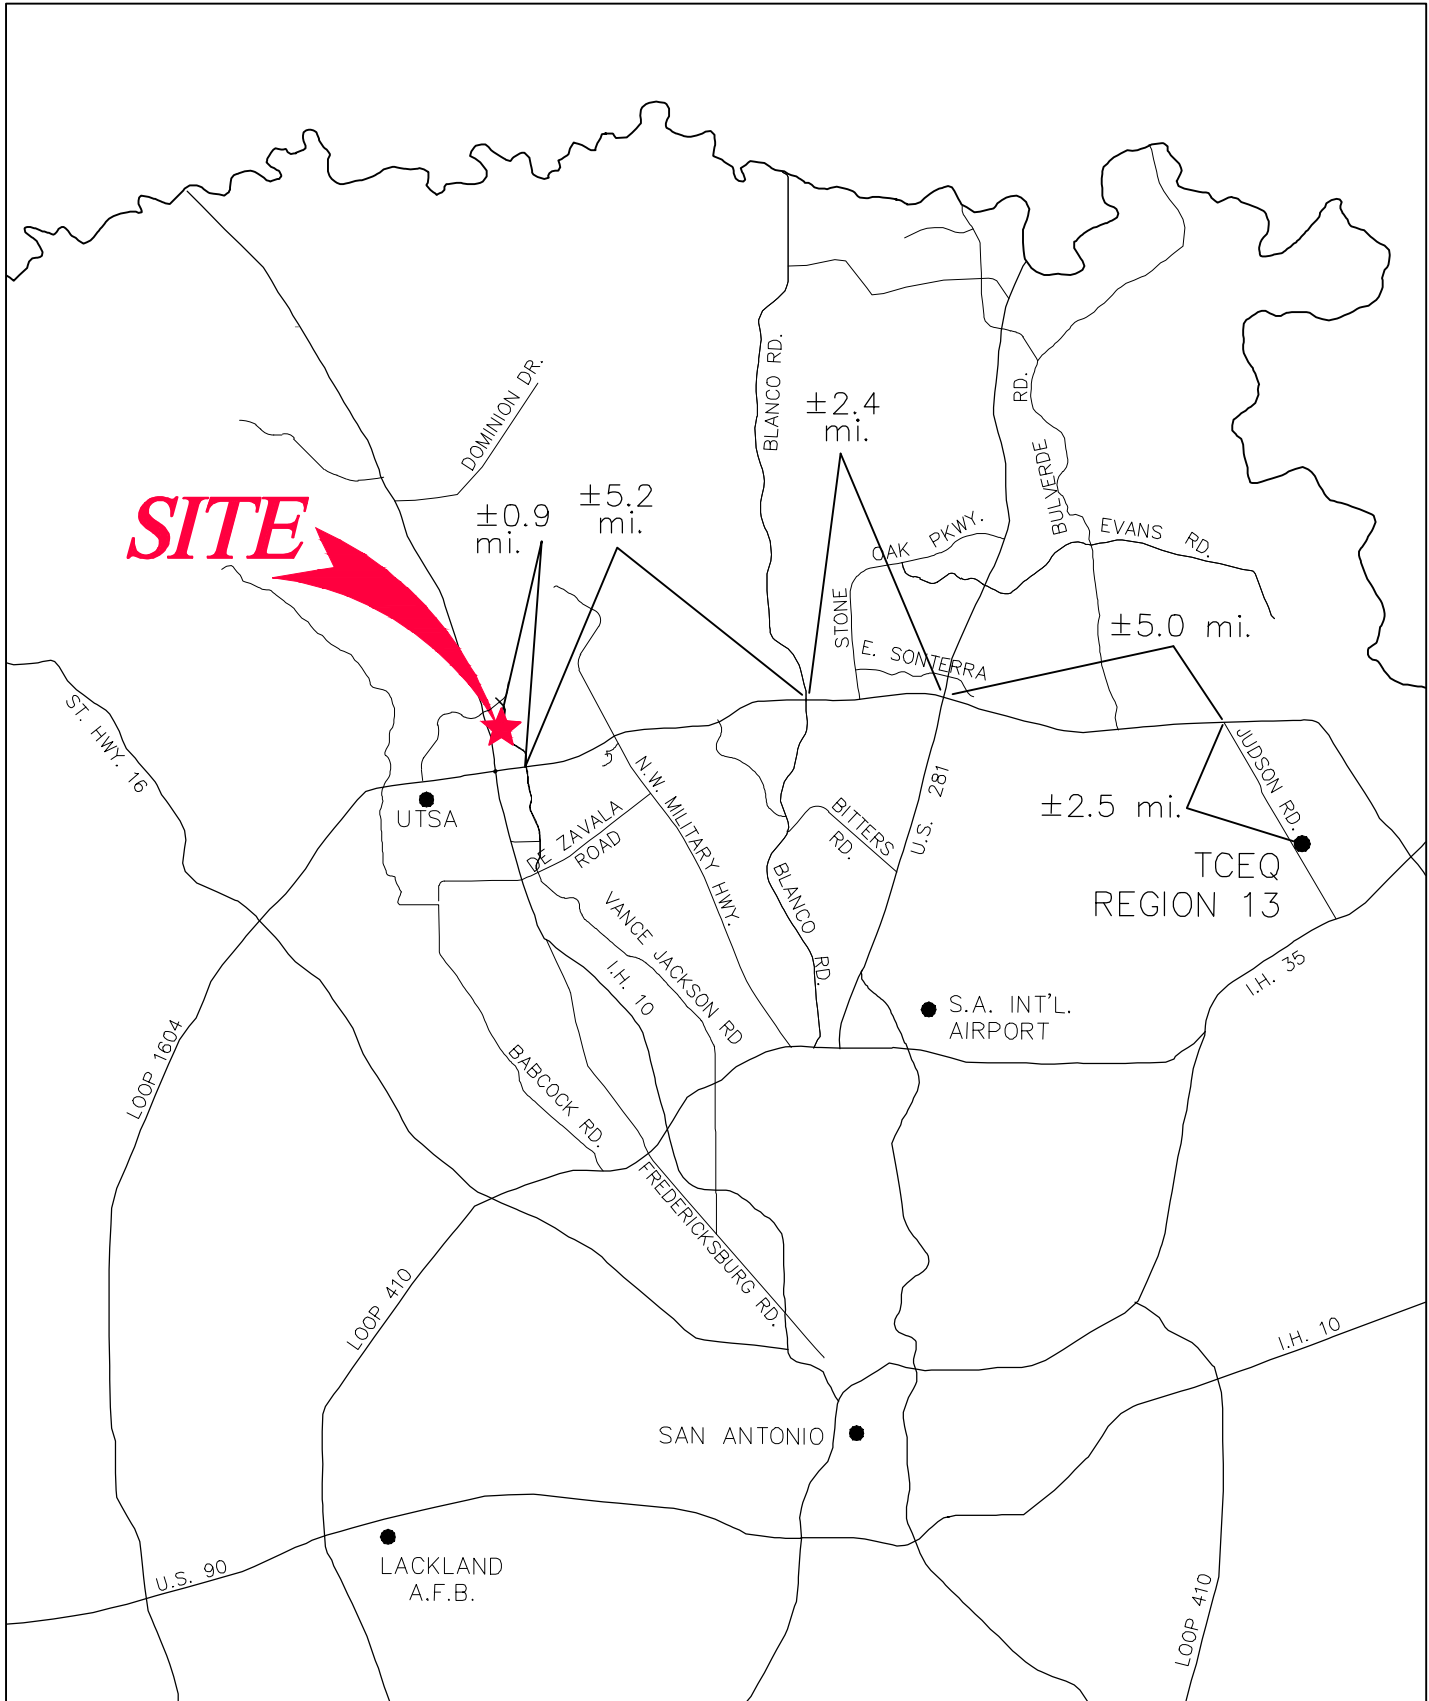 DOMINION DR.
BLANCO RD.
±2.4
mi.
RD.
BULVERDE
SITE
±0.9
mi.
±5.2
mi.
OAK PKWY.
EVANS RD.
STONE
E. SONTERRA
±5.0 mi.
ST. HWY. 16
UTSA
N.W. MILITARY HWY.
DE ZAVALA
ROAD
BITTERS
RD.
U.S. 281
JUDSON RD.
±2.5 mi.
TCEQ
REGION 13
VANCE JACKSON RD
BLANCO RD.
I.H. 10
I.H. 35
S.A. INT'L.
AIRPORT
LOOP 1604
BABCOCK RD.
FREDERICKSBURG RD.
LOOP 410
I.H. 10
SAN ANTONIO
LACKLAND
A.F.B.
U.S. 90
LOOP 410